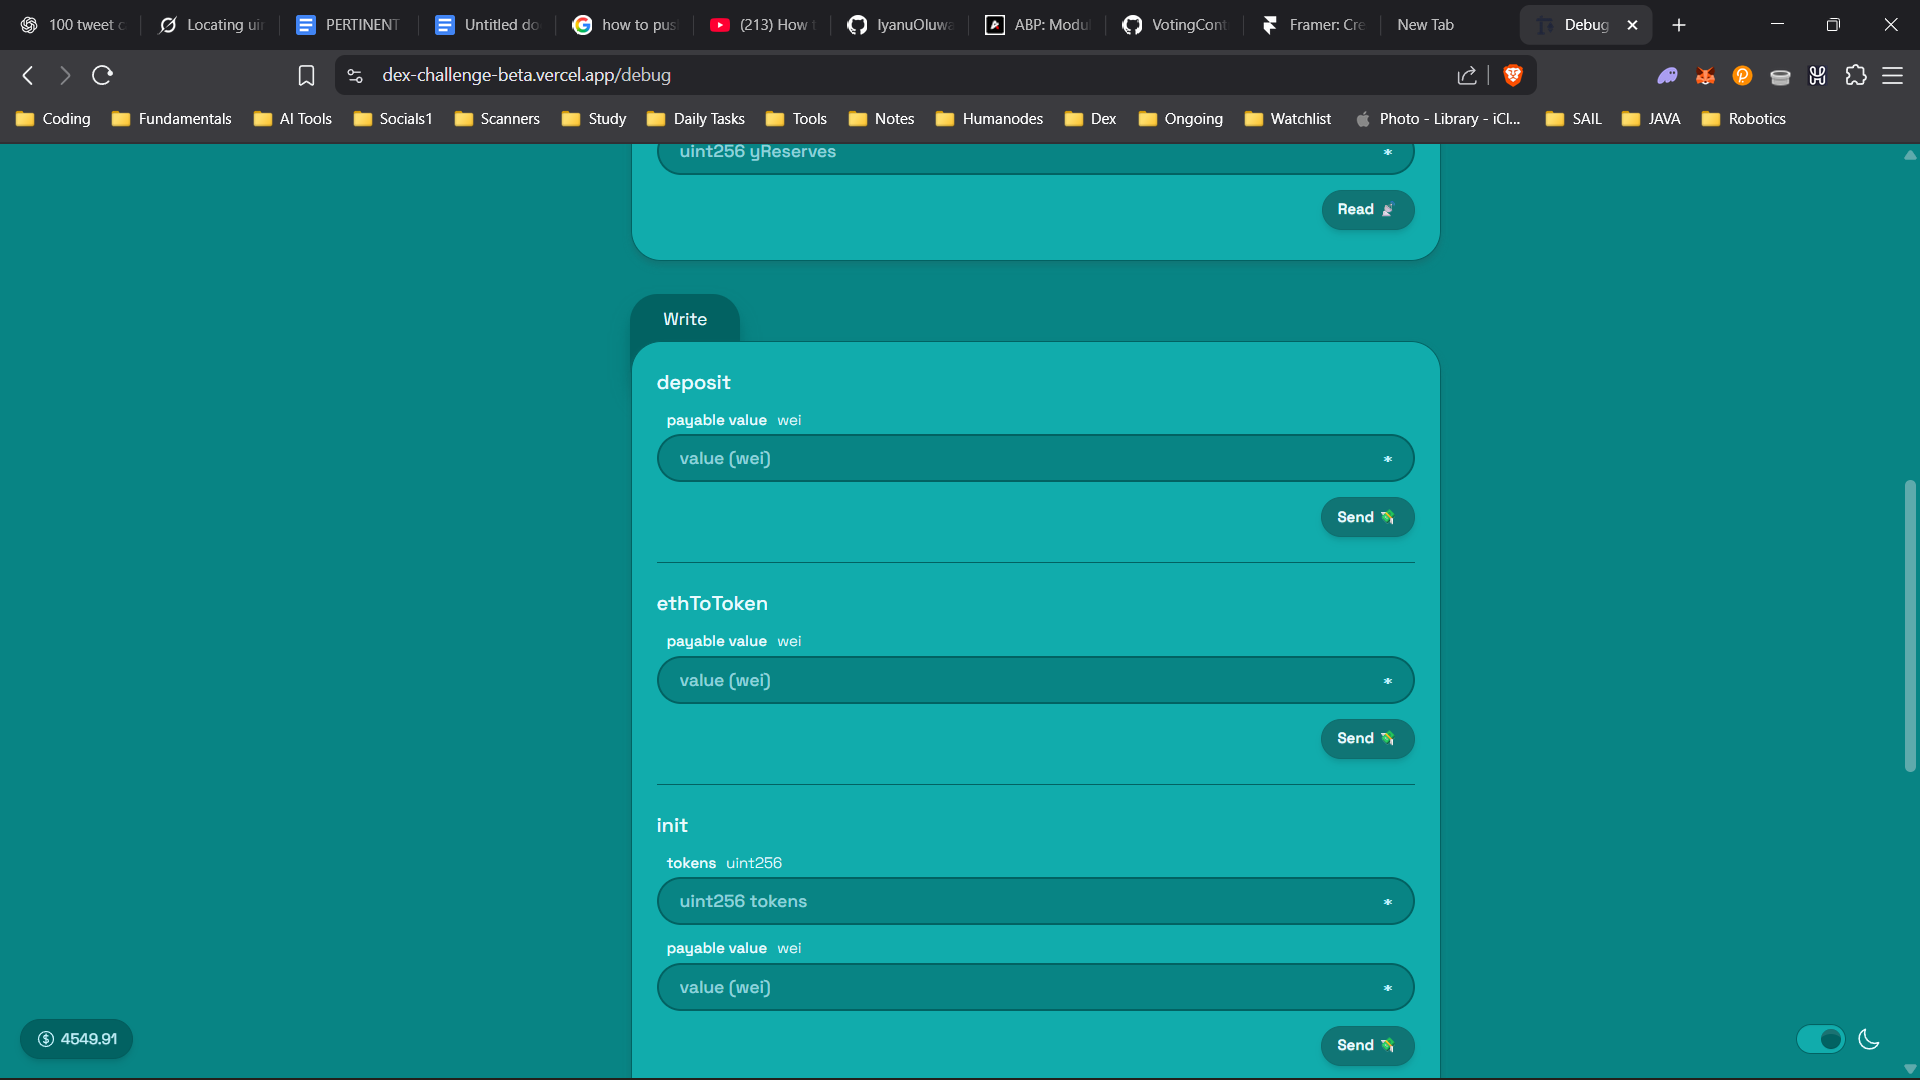 100 tweet c
Locating uir
PERTINENT
Untitled do
how to pus
(213) How t
IyanuOluwa
ABP: Modul
VotingCont
Framer: Cre
New Tab
Debug
dex-challenge-beta.vercel.app/debug
Coding
Fundamentals
AI Tools
Socials1
Scanners
Study
Daily Tasks
Tools
Notes
Humanodes
Dex
Ongoing
Watchlist
Photo - Library - iCl...
SAIL
JAVA
Robotics
uint256 yReserves *
Read
Write
deposit
payable value wei
value (wei) *
Send
ethToToken
payable value wei
value (wei) *
Send
init
tokens uint256
uint256 tokens *
payable value wei
value (wei) *
4549.91
Send